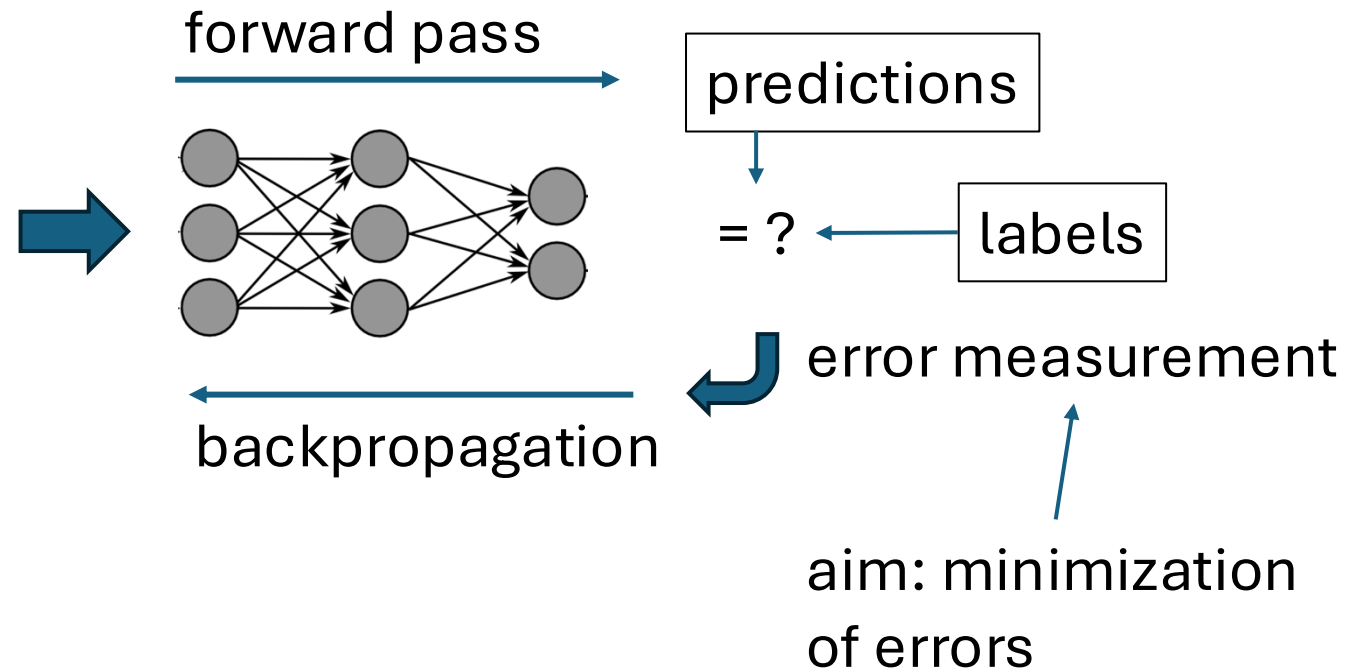 forward pass
predictions
= ?
labels
error measurement
backpropagation
aim: minimization
of errors